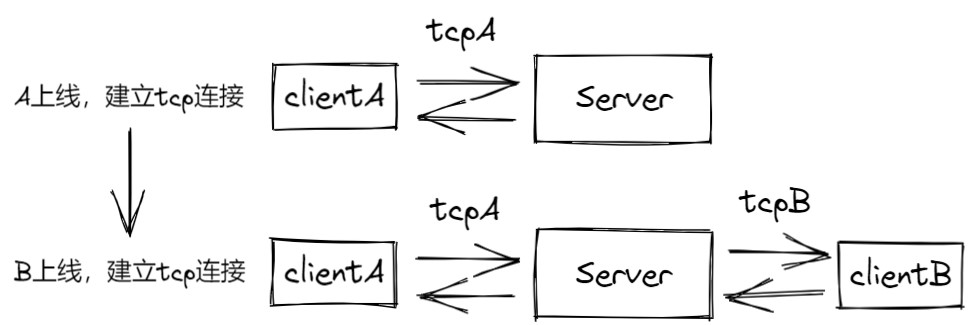 tcpA
A上线，建立tcp连接
clientA
Server
tcpA
tcpB
B上线，建立tcp连接
clientA
Server
clientB